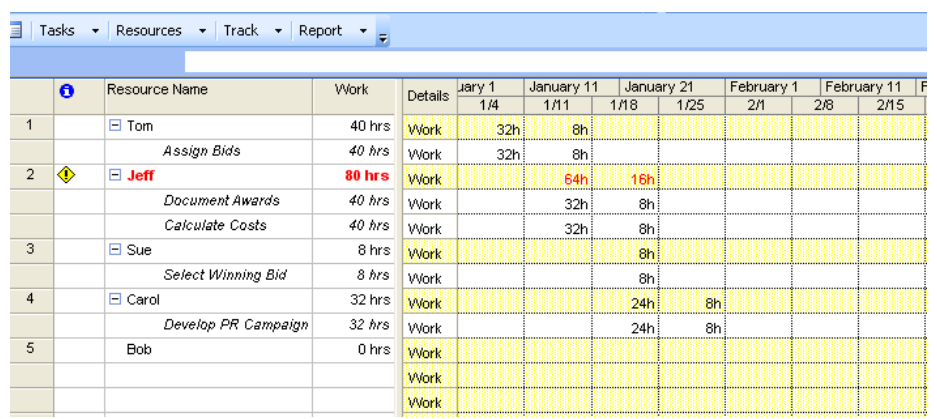 Tasks Resources Track Report
Resource Name Work Details uary 1 January 11 January 21 February 1 February 11 F
1/4 1/11 1/18 1/25 2/1 2/8 2/15
1 Tom 40 hrs Work 32h 8h
Assign Bids 40 hrs Work 32h 8h
2 Jeff 80 hrs Work 64h 16h
Document Awards 40 hrs Work 32h 8h
Calculate Costs 40 hrs Work 32h 8h
3 Sue 8 hrs Work 8h
Select Winning Bid 8 hrs Work 8h
4 Carol 32 hrs Work 24h 8h
Develop PR Campaign 32 hrs Work 24h 8h
5 Bob 0 hrs Work
Work
Work